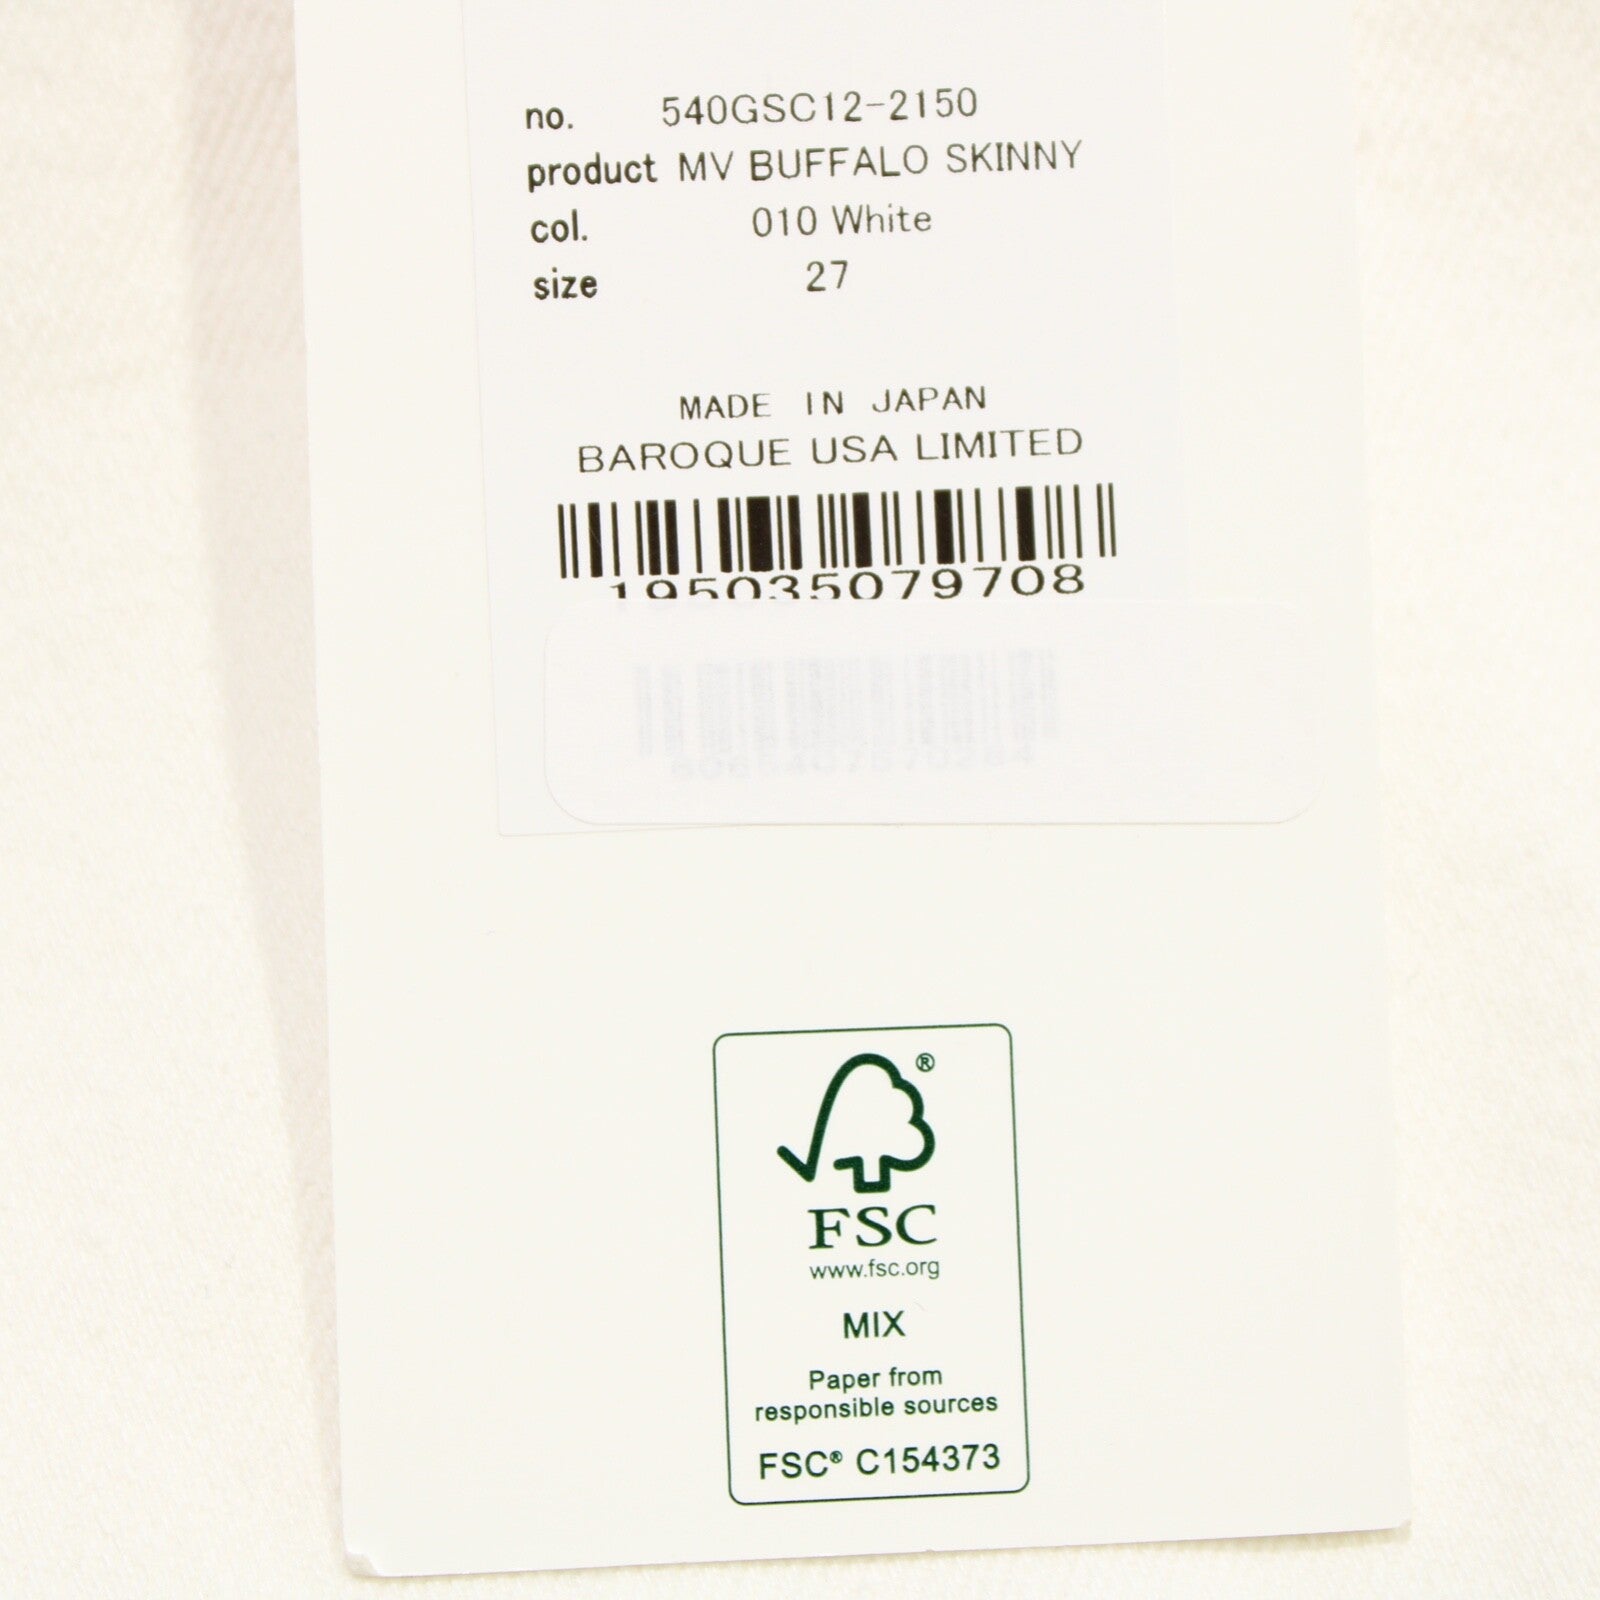 no. 540GSC12-2150
product MV BUFFALO SKINNY
col. 010 White
size 27
MADE IN JAPAN
BAROQUE USA LIMITED
195035079708
®
FSC
www.fsc.org
MIX
Paper from
responsible sources
FSC® C154373